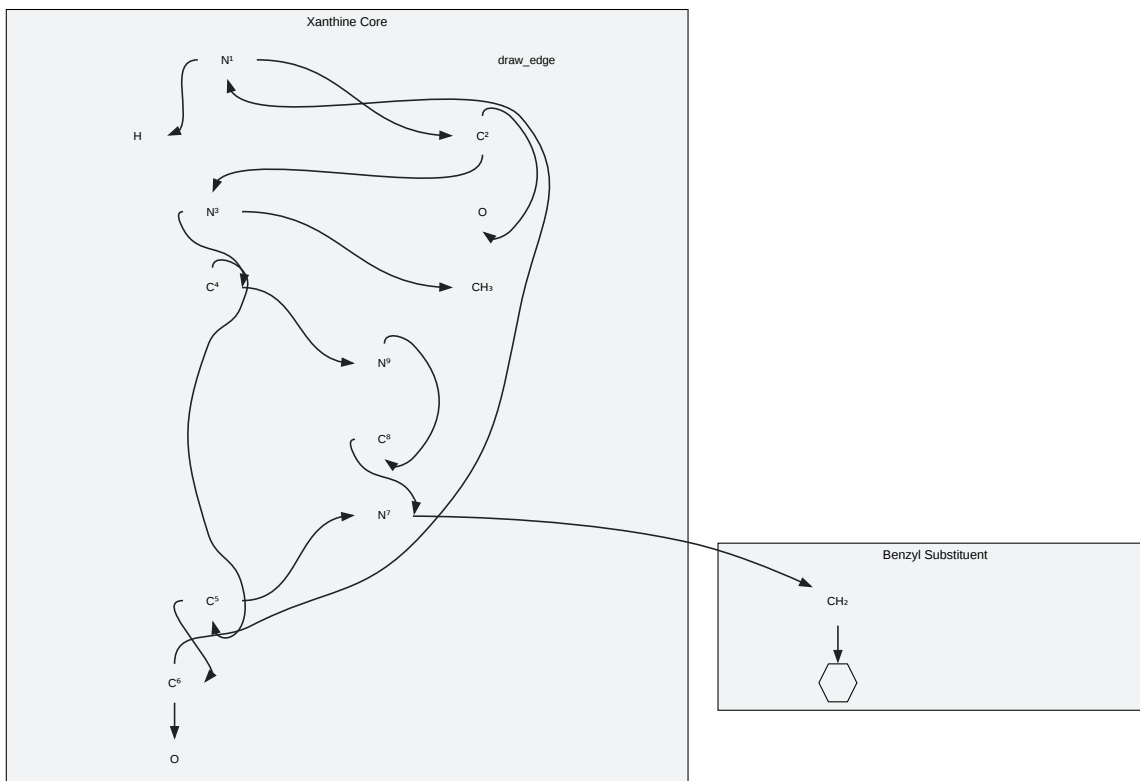 Xanthine Core
N¹
draw_edge
H
C²
N³
O
C⁴
CH₃
N⁹
C⁸
N⁷
Benzyl Substituent
C⁵
CH₂
C⁶
O